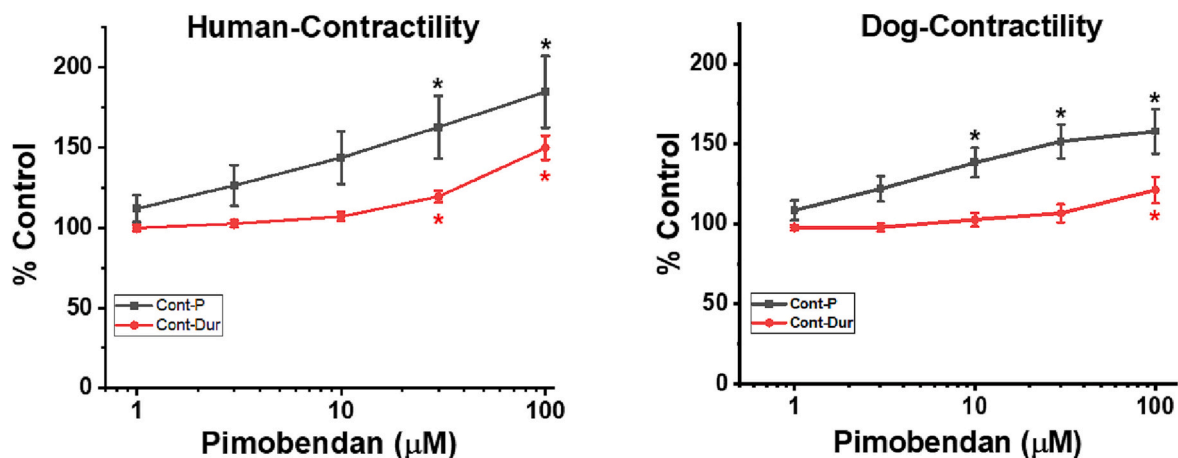 Human-Contractility
% Control
200
150
100
50
0
*
*
*
*
Cont-P
Cont-Dur
1
10
100
Pimobendan (μM)
Dog-Contractility
% Control
200
150
100
50
0
*
*
*
*
Cont-P
Cont-Dur
1
10
100
Pimobendan (μM)